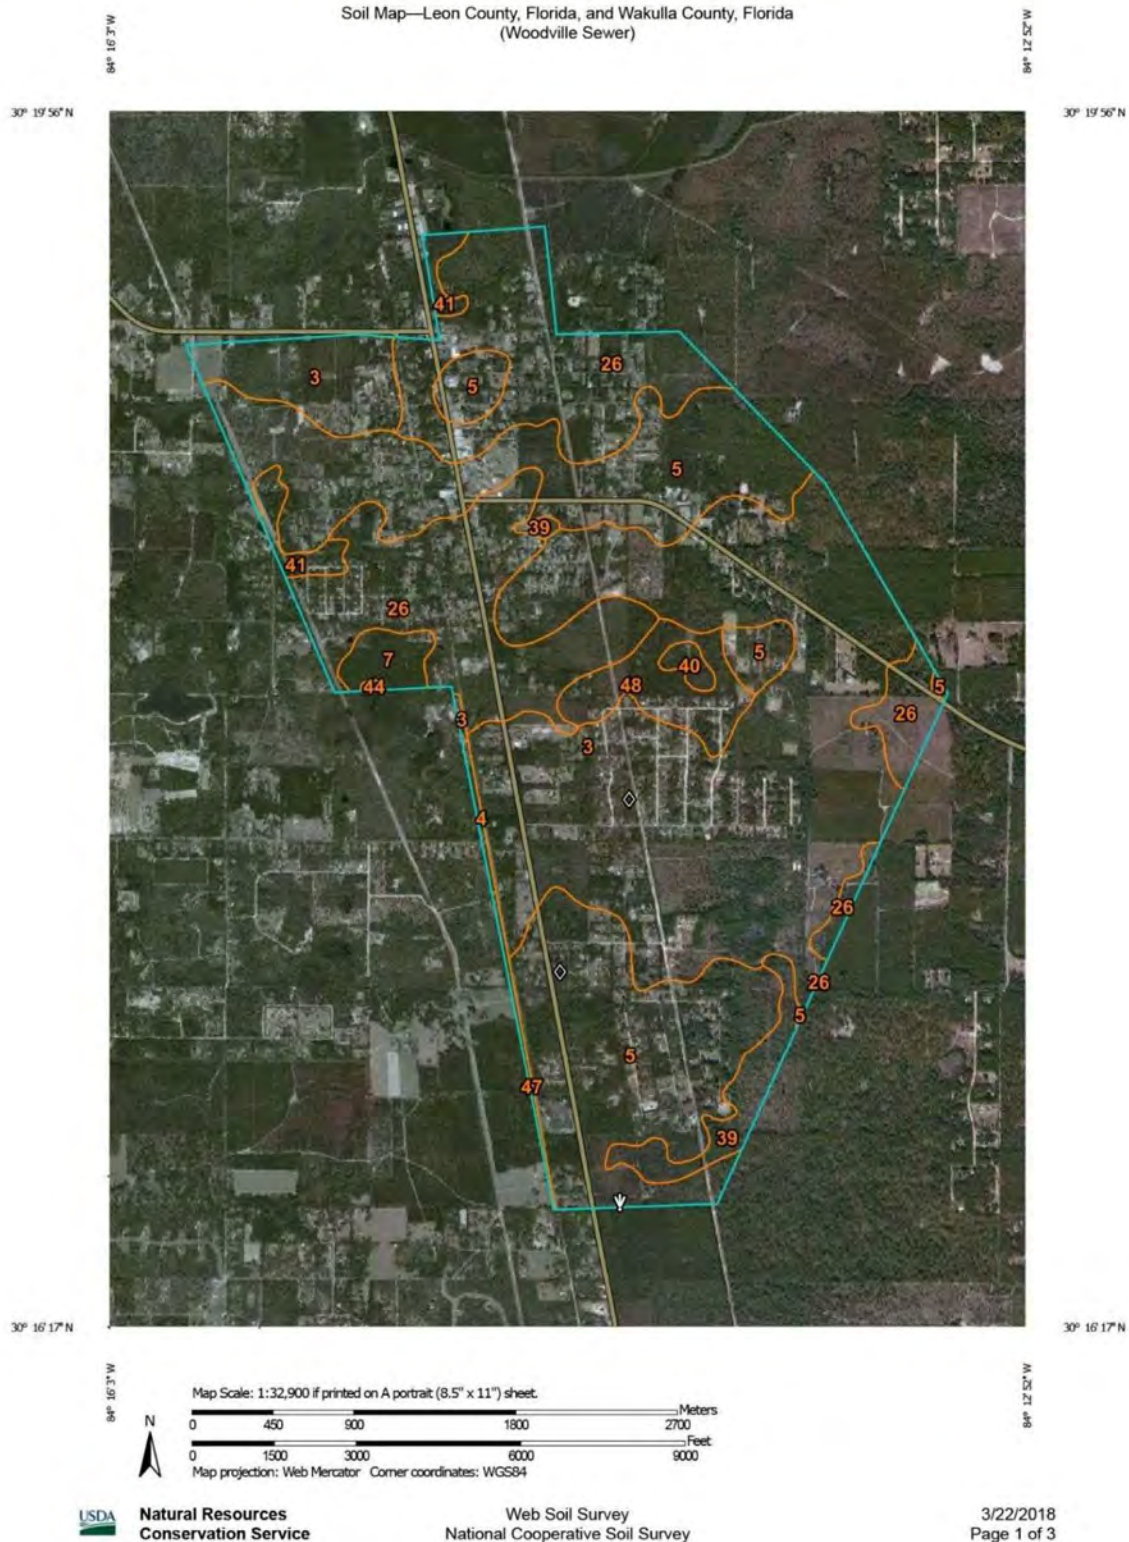 Soil Map—Leon County, Florida, and Wakulla County, Florida
(Woodville Sewer)
84° 16' 3" W
84° 12' 52" W
30° 19' 56" N
30° 19' 56" N
41
3
5
26
5
39
41
26
7
44
5
40
48
5
26
3
3
4
26
26
5
5
47
39
30° 16' 17" N
30° 16' 17" N
84° 16' 3" W
84° 12' 52" W
Map Scale: 1:32,900 if printed on A portrait (8.5" x 11") sheet.
N
Meters
0 450 900 1800 2700
Feet
0 1500 3000 6000 9000
Map projection: Web Mercator Corner coordinates: WGS84
USDA
Natural Resources
Conservation Service
Web Soil Survey
National Cooperative Soil Survey
3/22/2018
Page 1 of 3